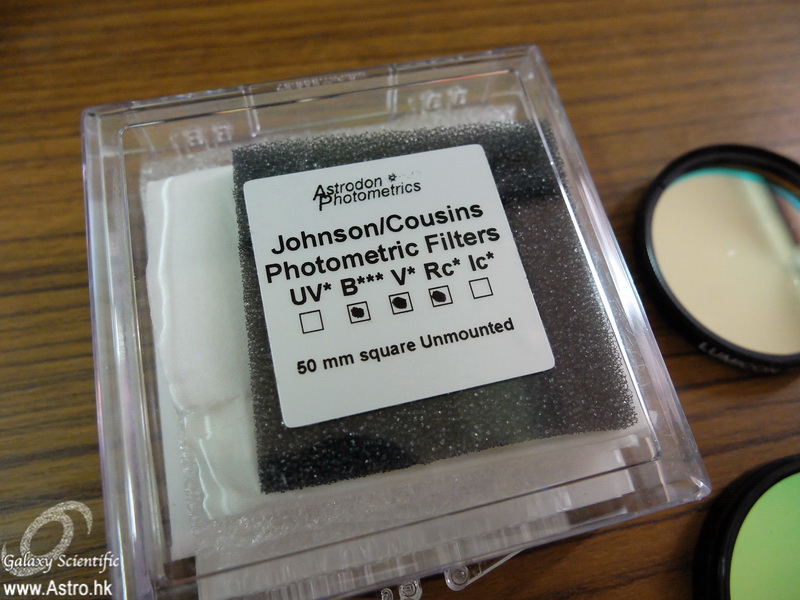 Astrodon
Photometrics
Johnson/Cousins
Photometric Filters
UV* B*** V* Rc* Ic*
50 mm square Unmounted
Galaxy Scientific
www.Astro.hk